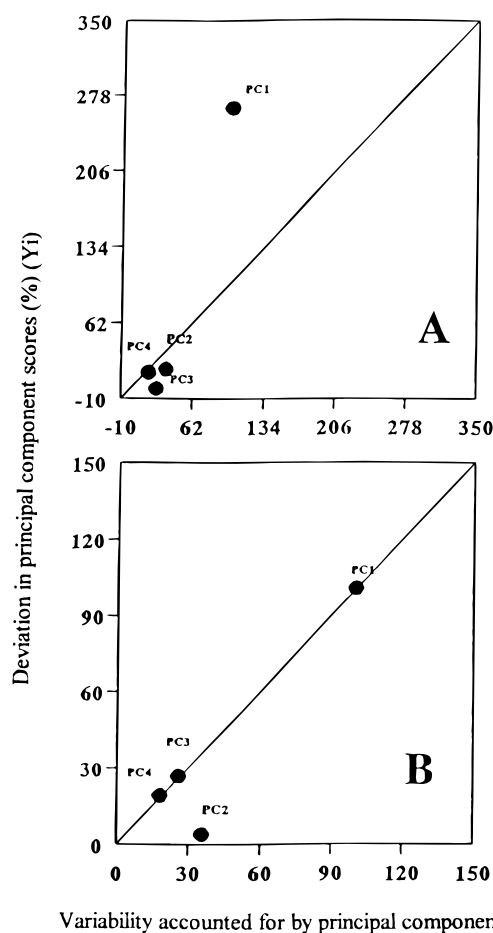 350
PC1
278
206
134
62
PC2
PC4
PC3
A
-10
-10 62 134 206 278 350
Deviation in principal component scores (%) (Yi)
150
120
PC1
90
60
PC3
30
PC4
B
PC2
0
0 30 60 90 120 150
Variability accounted for by principal componen